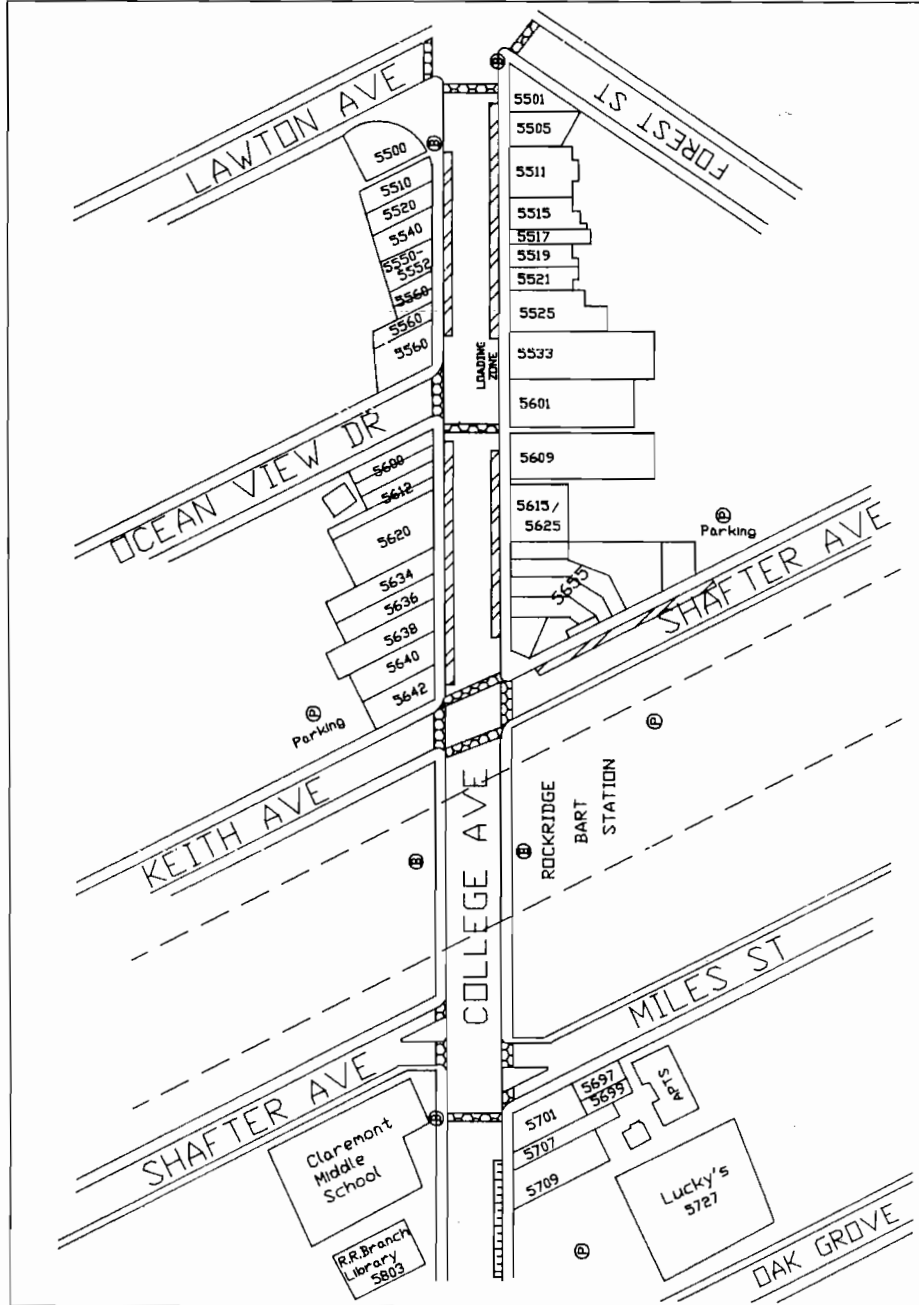 LAWTON AVE
FOREST ST
5500
5510
5520
5540
5550-
5552
5560
5560
5560
5501
5505
5511
5515
5517
5519
5521
5525
5533
5601
LOADING
ZONE
OCEAN VIEW DR
5600
5612
5620
5634
5636
5638
5640
5642
5609
5615/
5625
5655
P
Parking
SHAFTER AVE
P
Parking
KEITH AVE
COLLEGE AVE
ROCKRIDGE
BART
STATION
P
B
B
B
B
B
SHAFTER AVE
MILES ST
Claremont
Middle
School
R.R.Branch
Library
5803
5697
5699
5701
5707
5709
APTS
Lucky's
5727
P
OAK GROVE